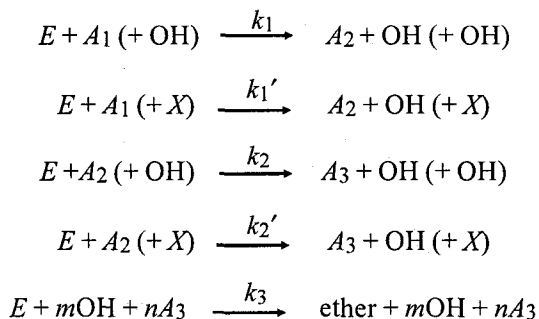 E + A₁ (+ OH) k₁ → A₂ + OH (+ OH)
E + A₁ (+ X) k₁′ → A₂ + OH (+ X)
E +A₂ (+ OH) k₂ → A₃ + OH (+ OH)
E + A₂ (+ X) k₂′ → A₃ + OH (+ X)
E + mOH + nA₃ k₃ → ether + mOH + nA₃